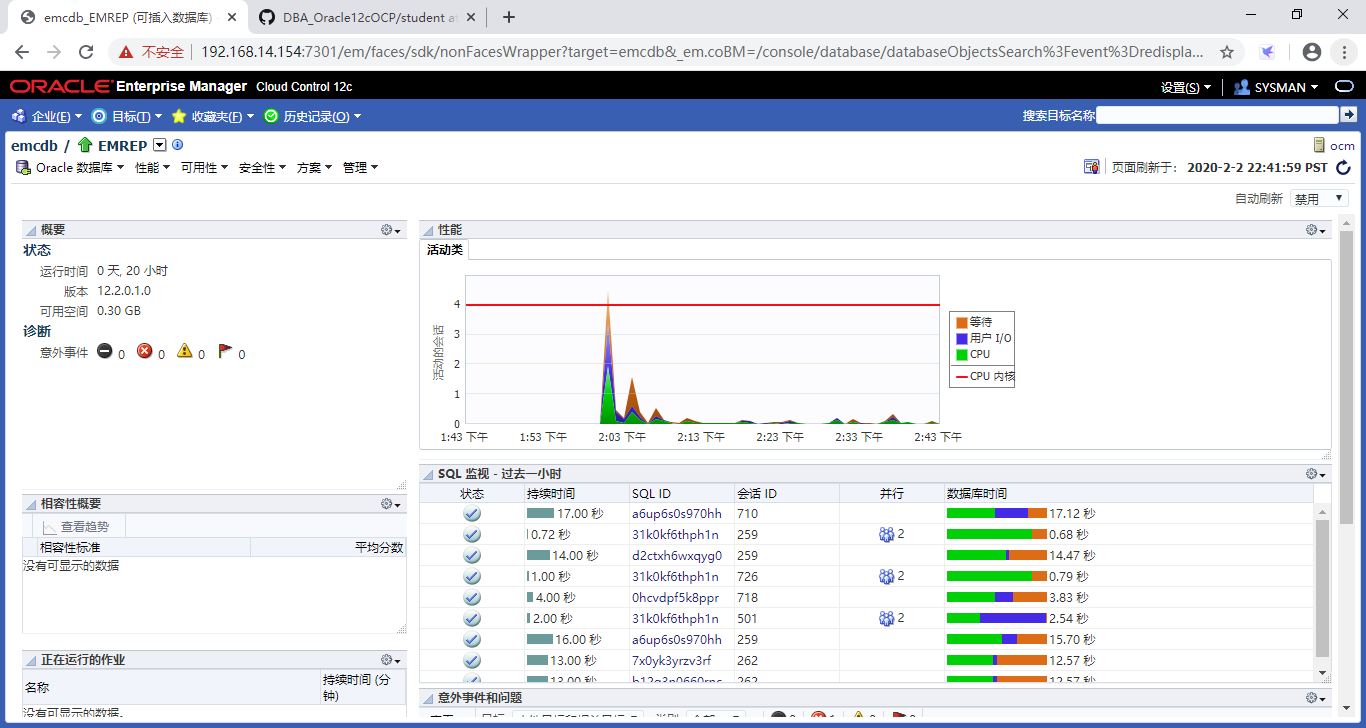 emcdb_EMREP (可插入数据库)
DBA_Oracle12cOCP/student at
不安全
192.168.14.154:7301/em/faces/sdk/nonFacesWrapper?target=emcdb&_em.coBM=/console/database/databaseObjectsSearch%3Fevent%3Dredispla...
ORACLE Enterprise Manager Cloud Control 12c
设置(S)
SYSMAN
企业(E) 目标(T) 收藏夹(F) 历史记录(O)
搜索目标名称
emcdb / EMREP
ocm
Oracle 数据库 性能 可用性 安全性 方案 管理
页面刷新于: 2020-2-2 22:41:59 PST
自动刷新 禁用
概要
状态
运行时间 0 天, 20 小时
版本 12.2.0.1.0
可用空间 0.30 GB
诊断
意外事件 0 0 0 0
相容性概要
查看趋势
相容性标准 平均分数
没有可显示的数据
正在运行的作业
名称 持续时间 (分钟)
没有可显示的数据。
性能
活动类
活动的会话
4
3
2
1
0
1:43 下午 1:53 下午 2:03 下午 2:13 下午 2:23 下午 2:33 下午 2:43 下午
等待
用户 I/O
CPU
CPU 内核
SQL 监视 - 过去一小时
状态 持续时间 SQL ID 会话 ID 并行 数据库时间
17.00 秒 a6up6s0s970hh 710 17.12 秒
0.72 秒 31k0kf6thph1n 259 2 0.68 秒
14.00 秒 d2ctxh6wxqyg0 259 14.47 秒
1.00 秒 31k0kf6thph1n 726 2 0.79 秒
4.00 秒 0hcvdpf5k8ppr 718 3.83 秒
2.00 秒 31k0kf6thph1n 501 2 2.54 秒
16.00 秒 a6up6s0s970hh 259 15.70 秒
13.00 秒 7x0yk3yrzv3rf 262 12.57 秒
13.00 秒 262 12.57 秒
意外事件和问题